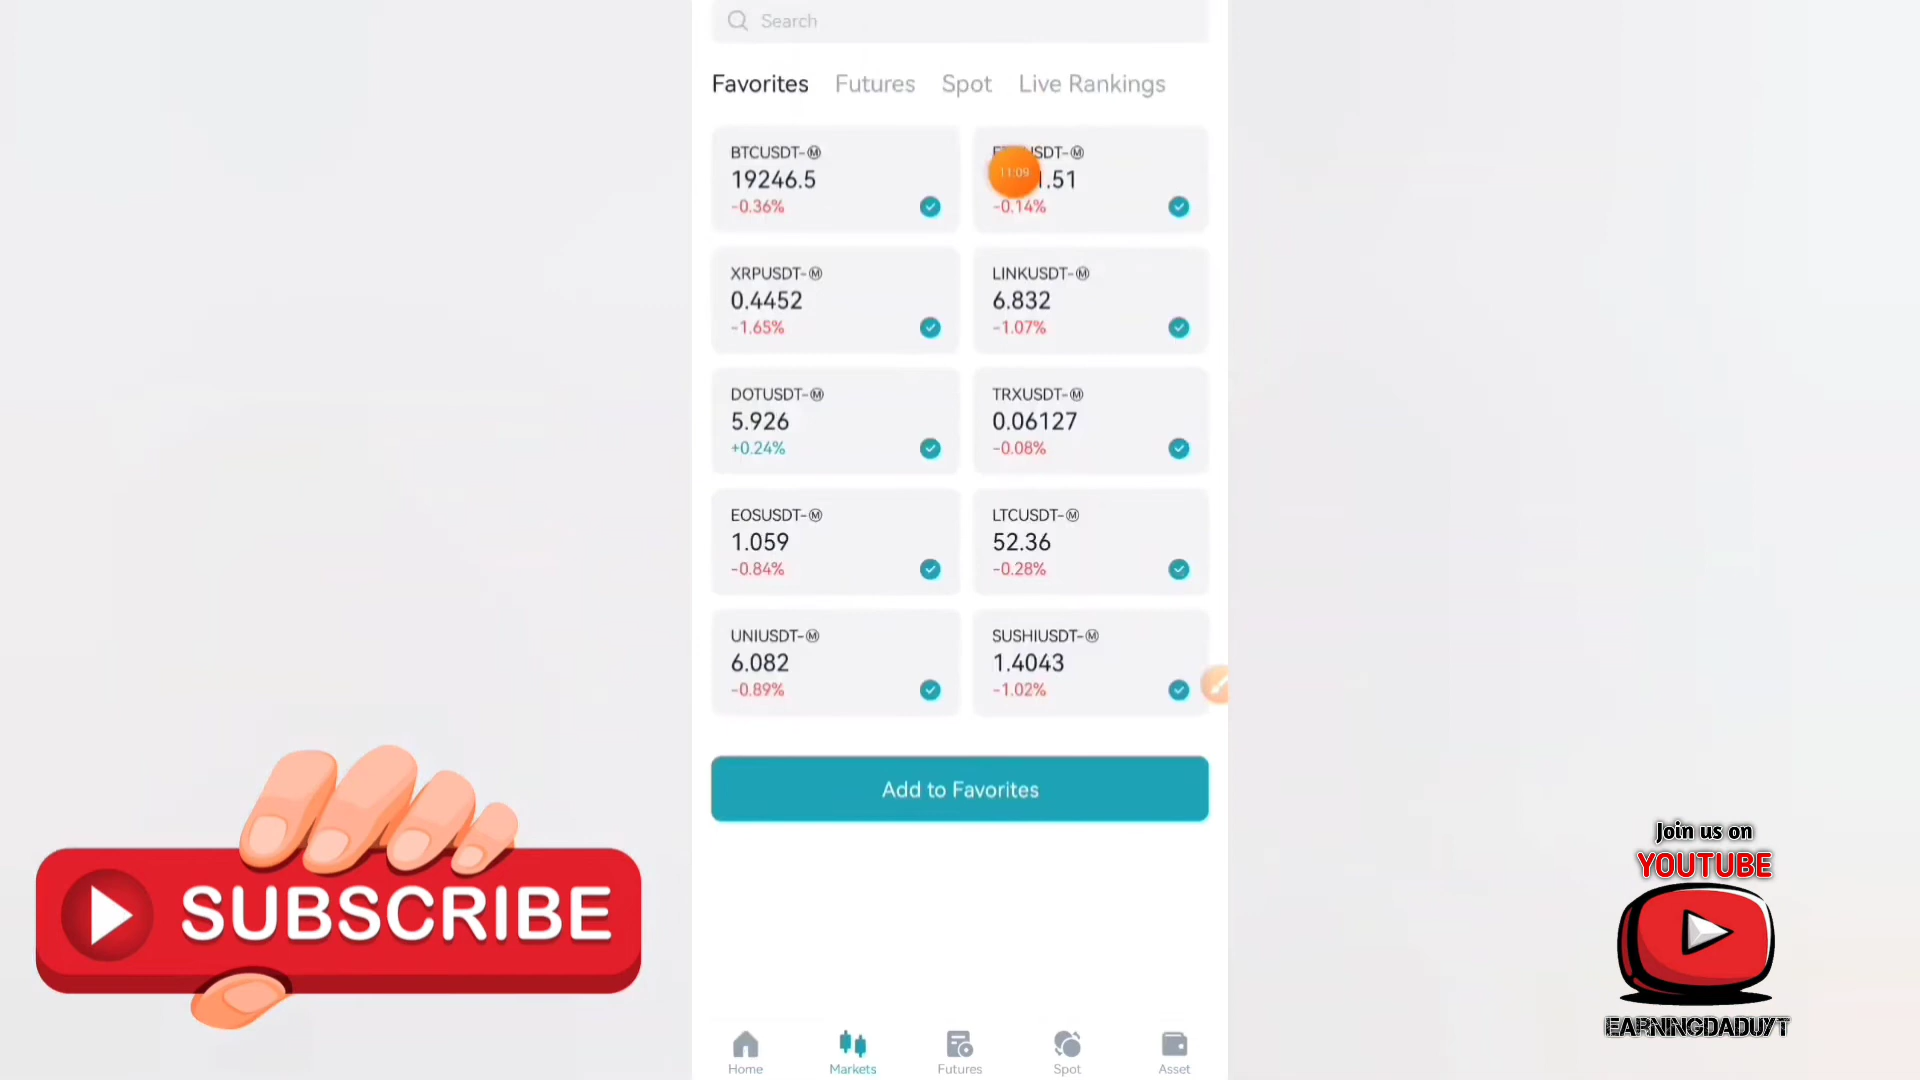 Search
Favorites Futures Spot Live Rankings
BTCUSDT-Ⓜ
19246.5
-0.36%
11:09
-0.14%
XRPUSDT-Ⓜ
0.4452
-1.65%
LINKUSDT-Ⓜ
6.832
-1.07%
DOTUSDT-Ⓜ
5.926
+0.24%
TRXUSDT-Ⓜ
0.06127
-0.08%
EOSUSDT-Ⓜ
1.059
-0.84%
LTCUSDT-Ⓜ
52.36
-0.28%
UNIUSDT-Ⓜ
6.082
-0.89%
SUSHIUSDT-Ⓜ
1.4043
-1.02%
Add to Favorites
Home Markets Futures Spot Asset
SUBSCRIBE
Join us on
YOUTUBE
EARNINGDADUYT